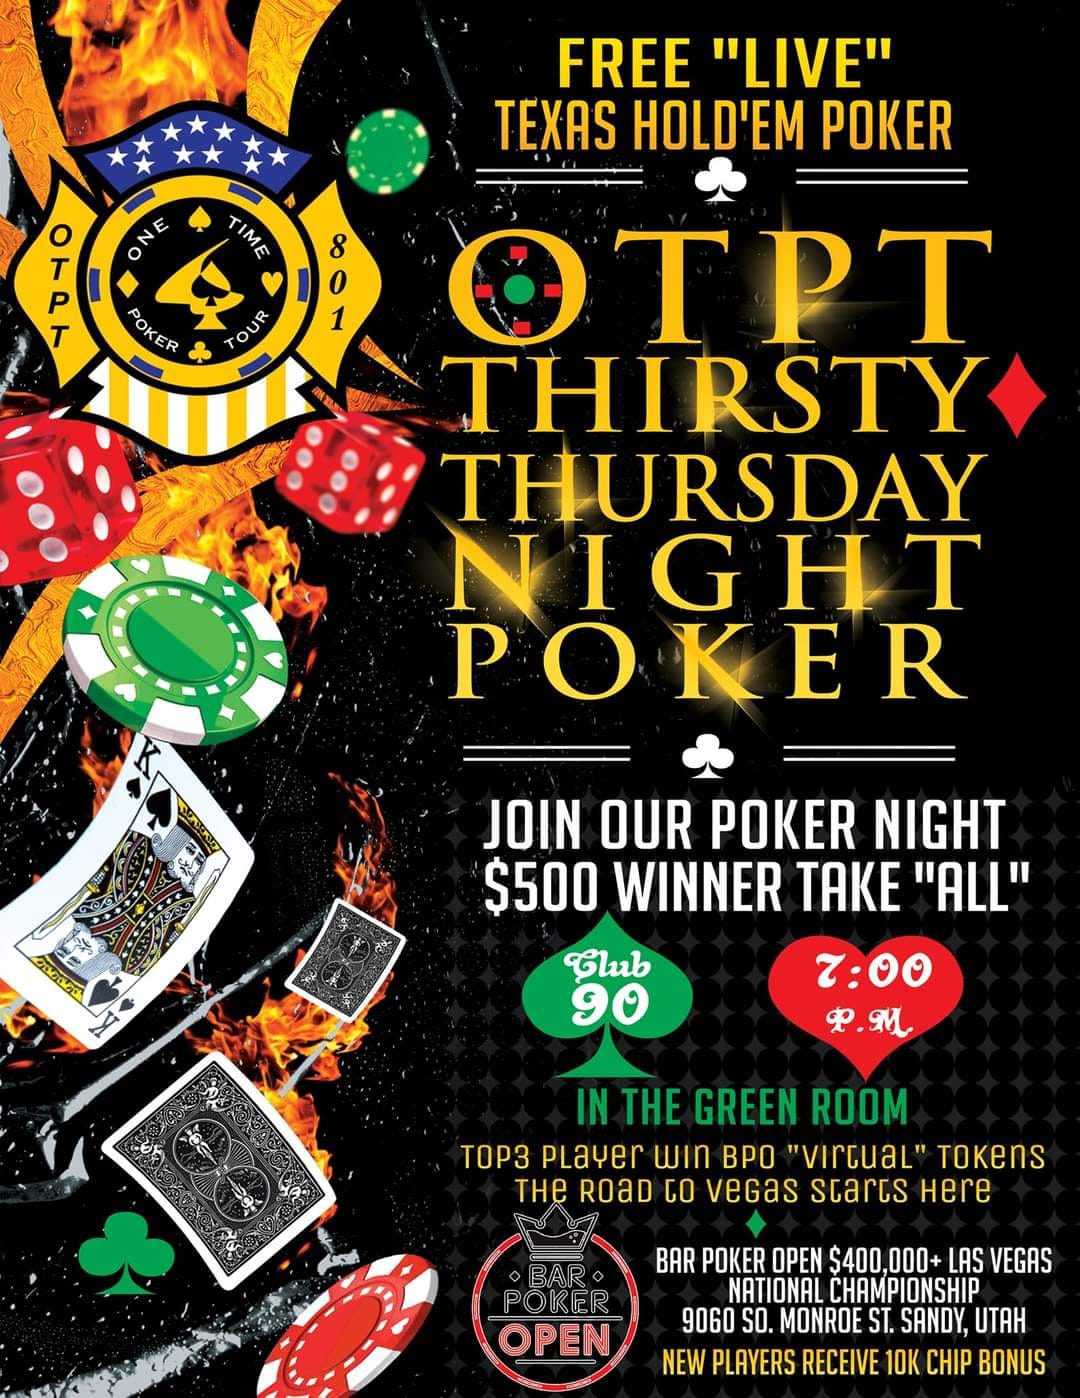 FREE "LIVE"
TEXAS HOLD'EM POKER
OTPT
801
ONE TIME
POKER TOUR
OTPT
THIRSTY
THURSDAY
NIGHT
POKER
K
K
JOIN OUR POKER NIGHT
$500 WINNER TAKE "ALL"
Club
90
7:00
P.M.
IN THE GREEN ROOM
TOP3 PLAYER WIN BPO "VIRTUAL" TOKENS
THE ROAD TO VEGAS STARTS HERE
BAR
POKER
OPEN
BAR POKER OPEN $400,000+ LAS VEGAS
NATIONAL CHAMPIONSHIP
9060 SO. MONROE ST. SANDY, UTAH
NEW PLAYERS RECEIVE 10K CHIP BONUS